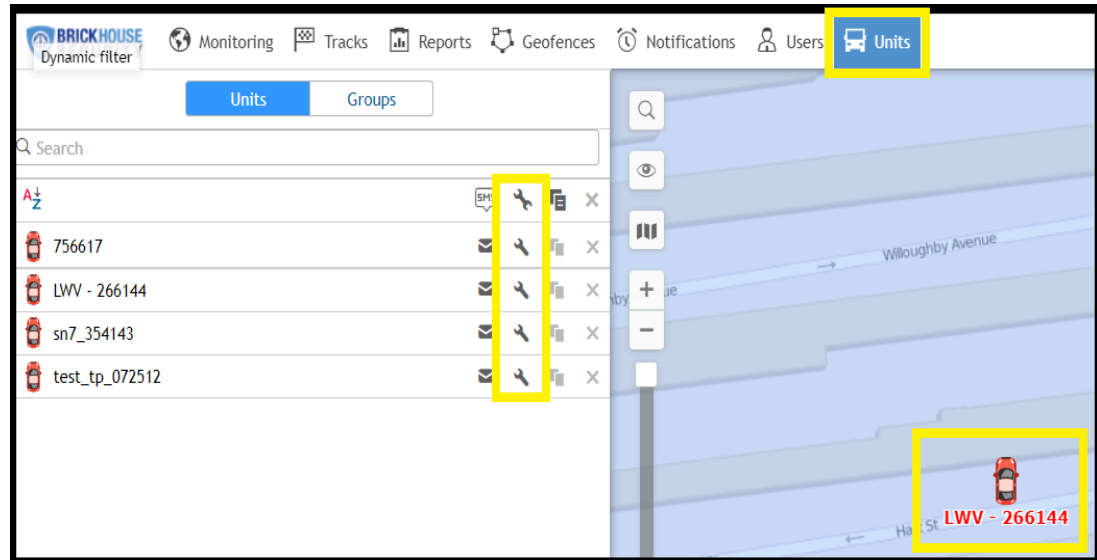 BRICKHOUSE
Dynamic filter
Monitoring Tracks Reports Geofences Notifications Users Units
Units Groups
Search
A
Z
SMS
756617
LWV - 266144
sn7_354143
test_tp_072512
Willoughby Avenue
+
−
LWV - 266144